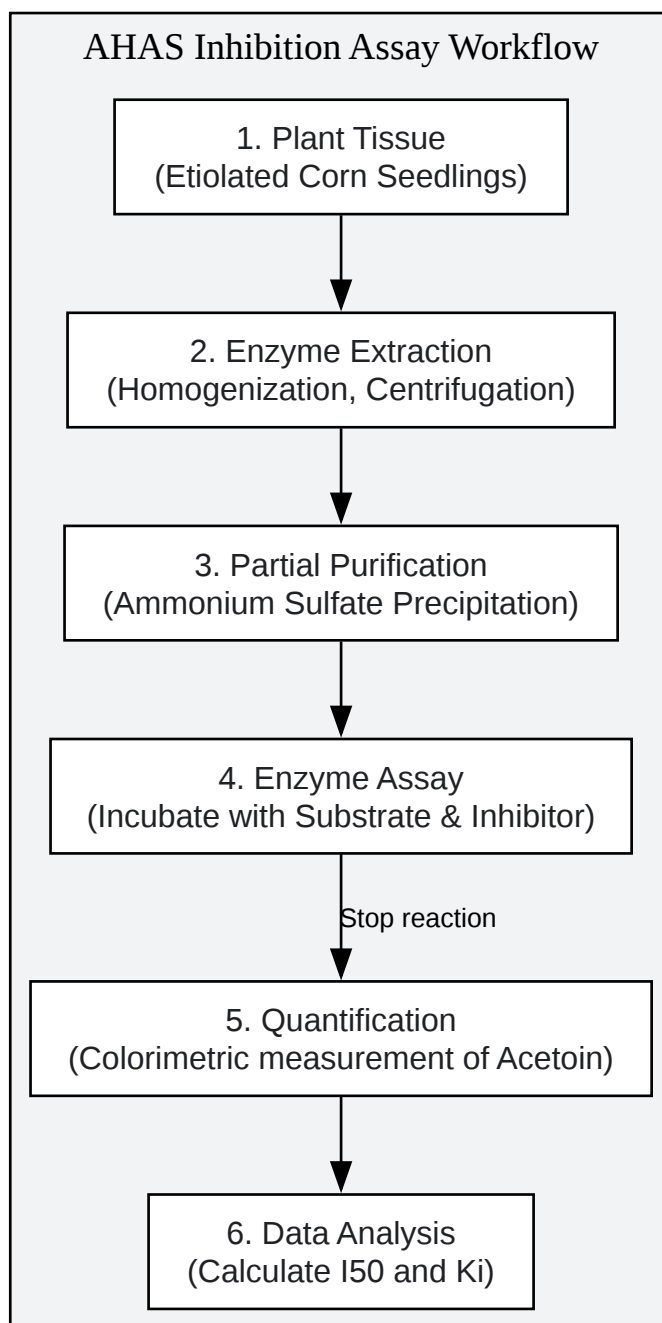 AHAS Inhibition Assay Workflow
1. Plant Tissue
(Etiolated Corn Seedlings)
2. Enzyme Extraction
(Homogenization, Centrifugation)
3. Partial Purification
(Ammonium Sulfate Precipitation)
4. Enzyme Assay
(Incubate with Substrate & Inhibitor)
Stop reaction
5. Quantification
(Colorimetric measurement of Acetoin)
6. Data Analysis
(Calculate I50 and Ki)